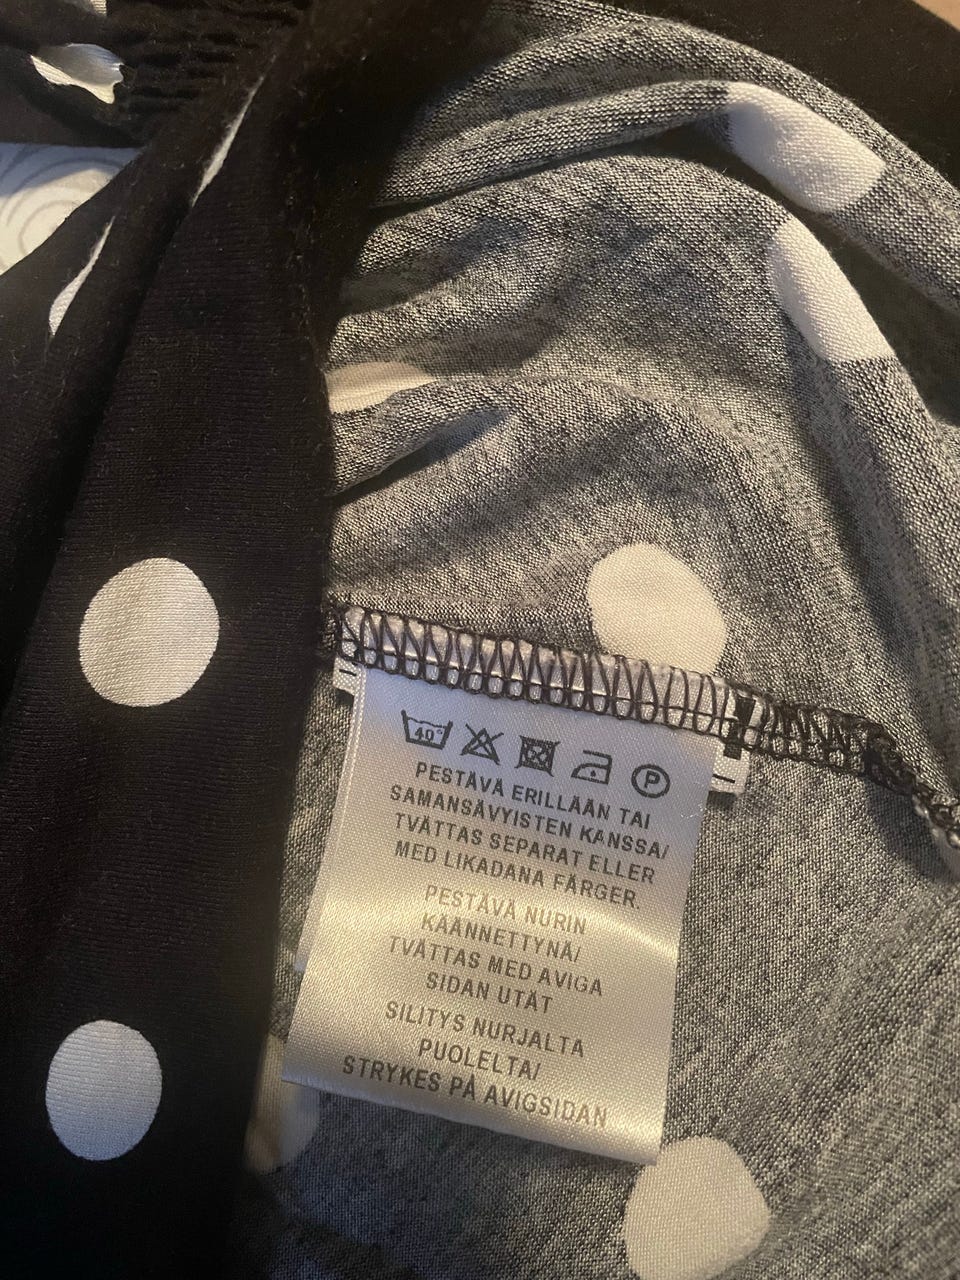 40° P
PESTÄVÄ ERILLÄÄN TAI
SAMANSÄVYISTEN KANSSA/
TVÄTTAS SEPARAT ELLER
MED LIKADANA FÄRGER.
PESTÄVÄ NURIN
KÄÄNNETTYNÄ/
TVÄTTAS MED AVIGA
SIDAN UTÅT
SILITYS NURJALTA
PUOLELTA/
STRYKES PÅ AVIGSIDAN